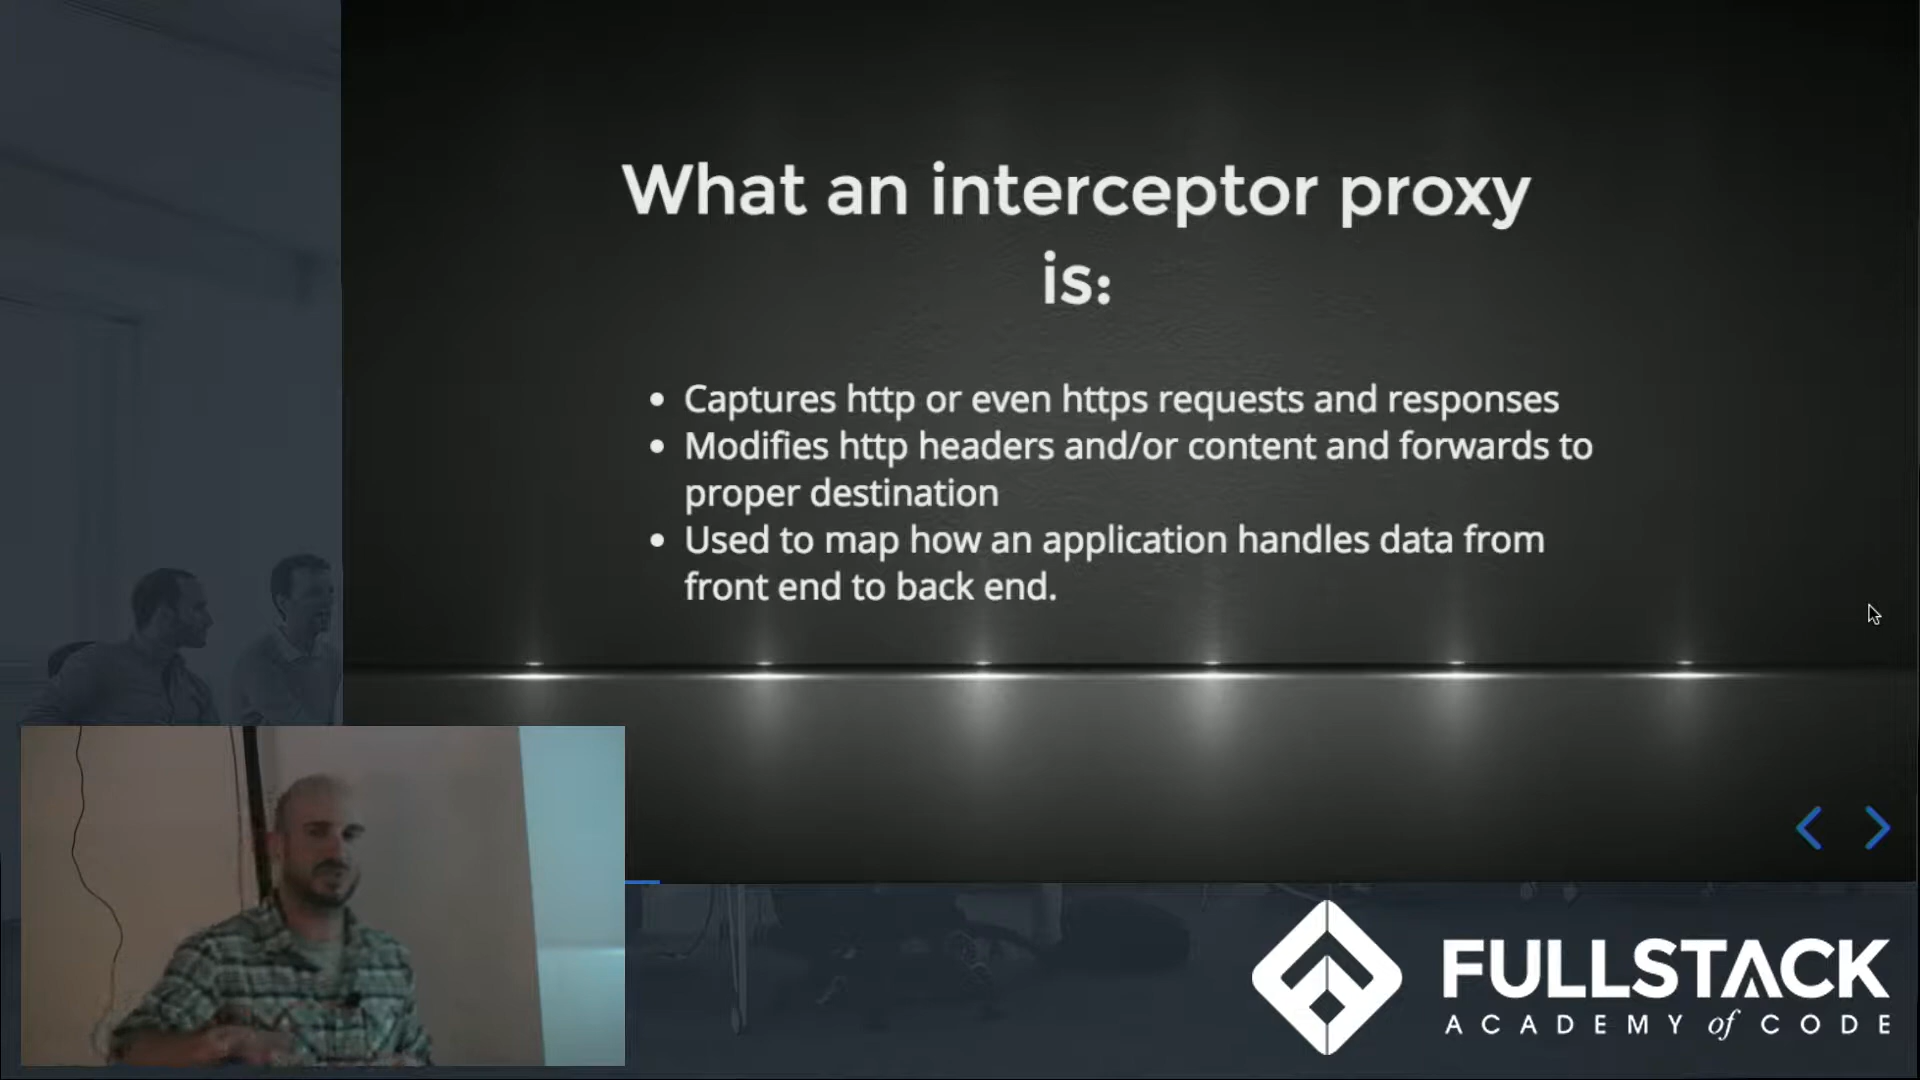 What an interceptor proxy
is:
• Captures http or even https requests and responses
• Modifies http headers and/or content and forwards to
proper destination
• Used to map how an application handles data from
front end to back end.
FULLSTACK
ACADEMY of CODE